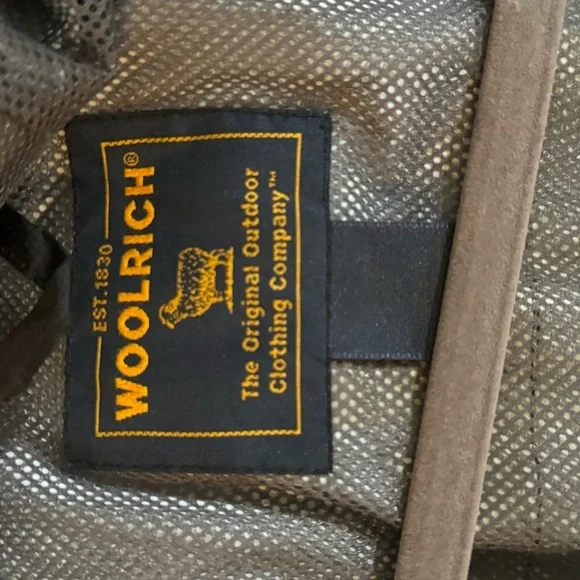 EST. 1830
WOOLRICH®
The Original Outdoor
Clothing Company™